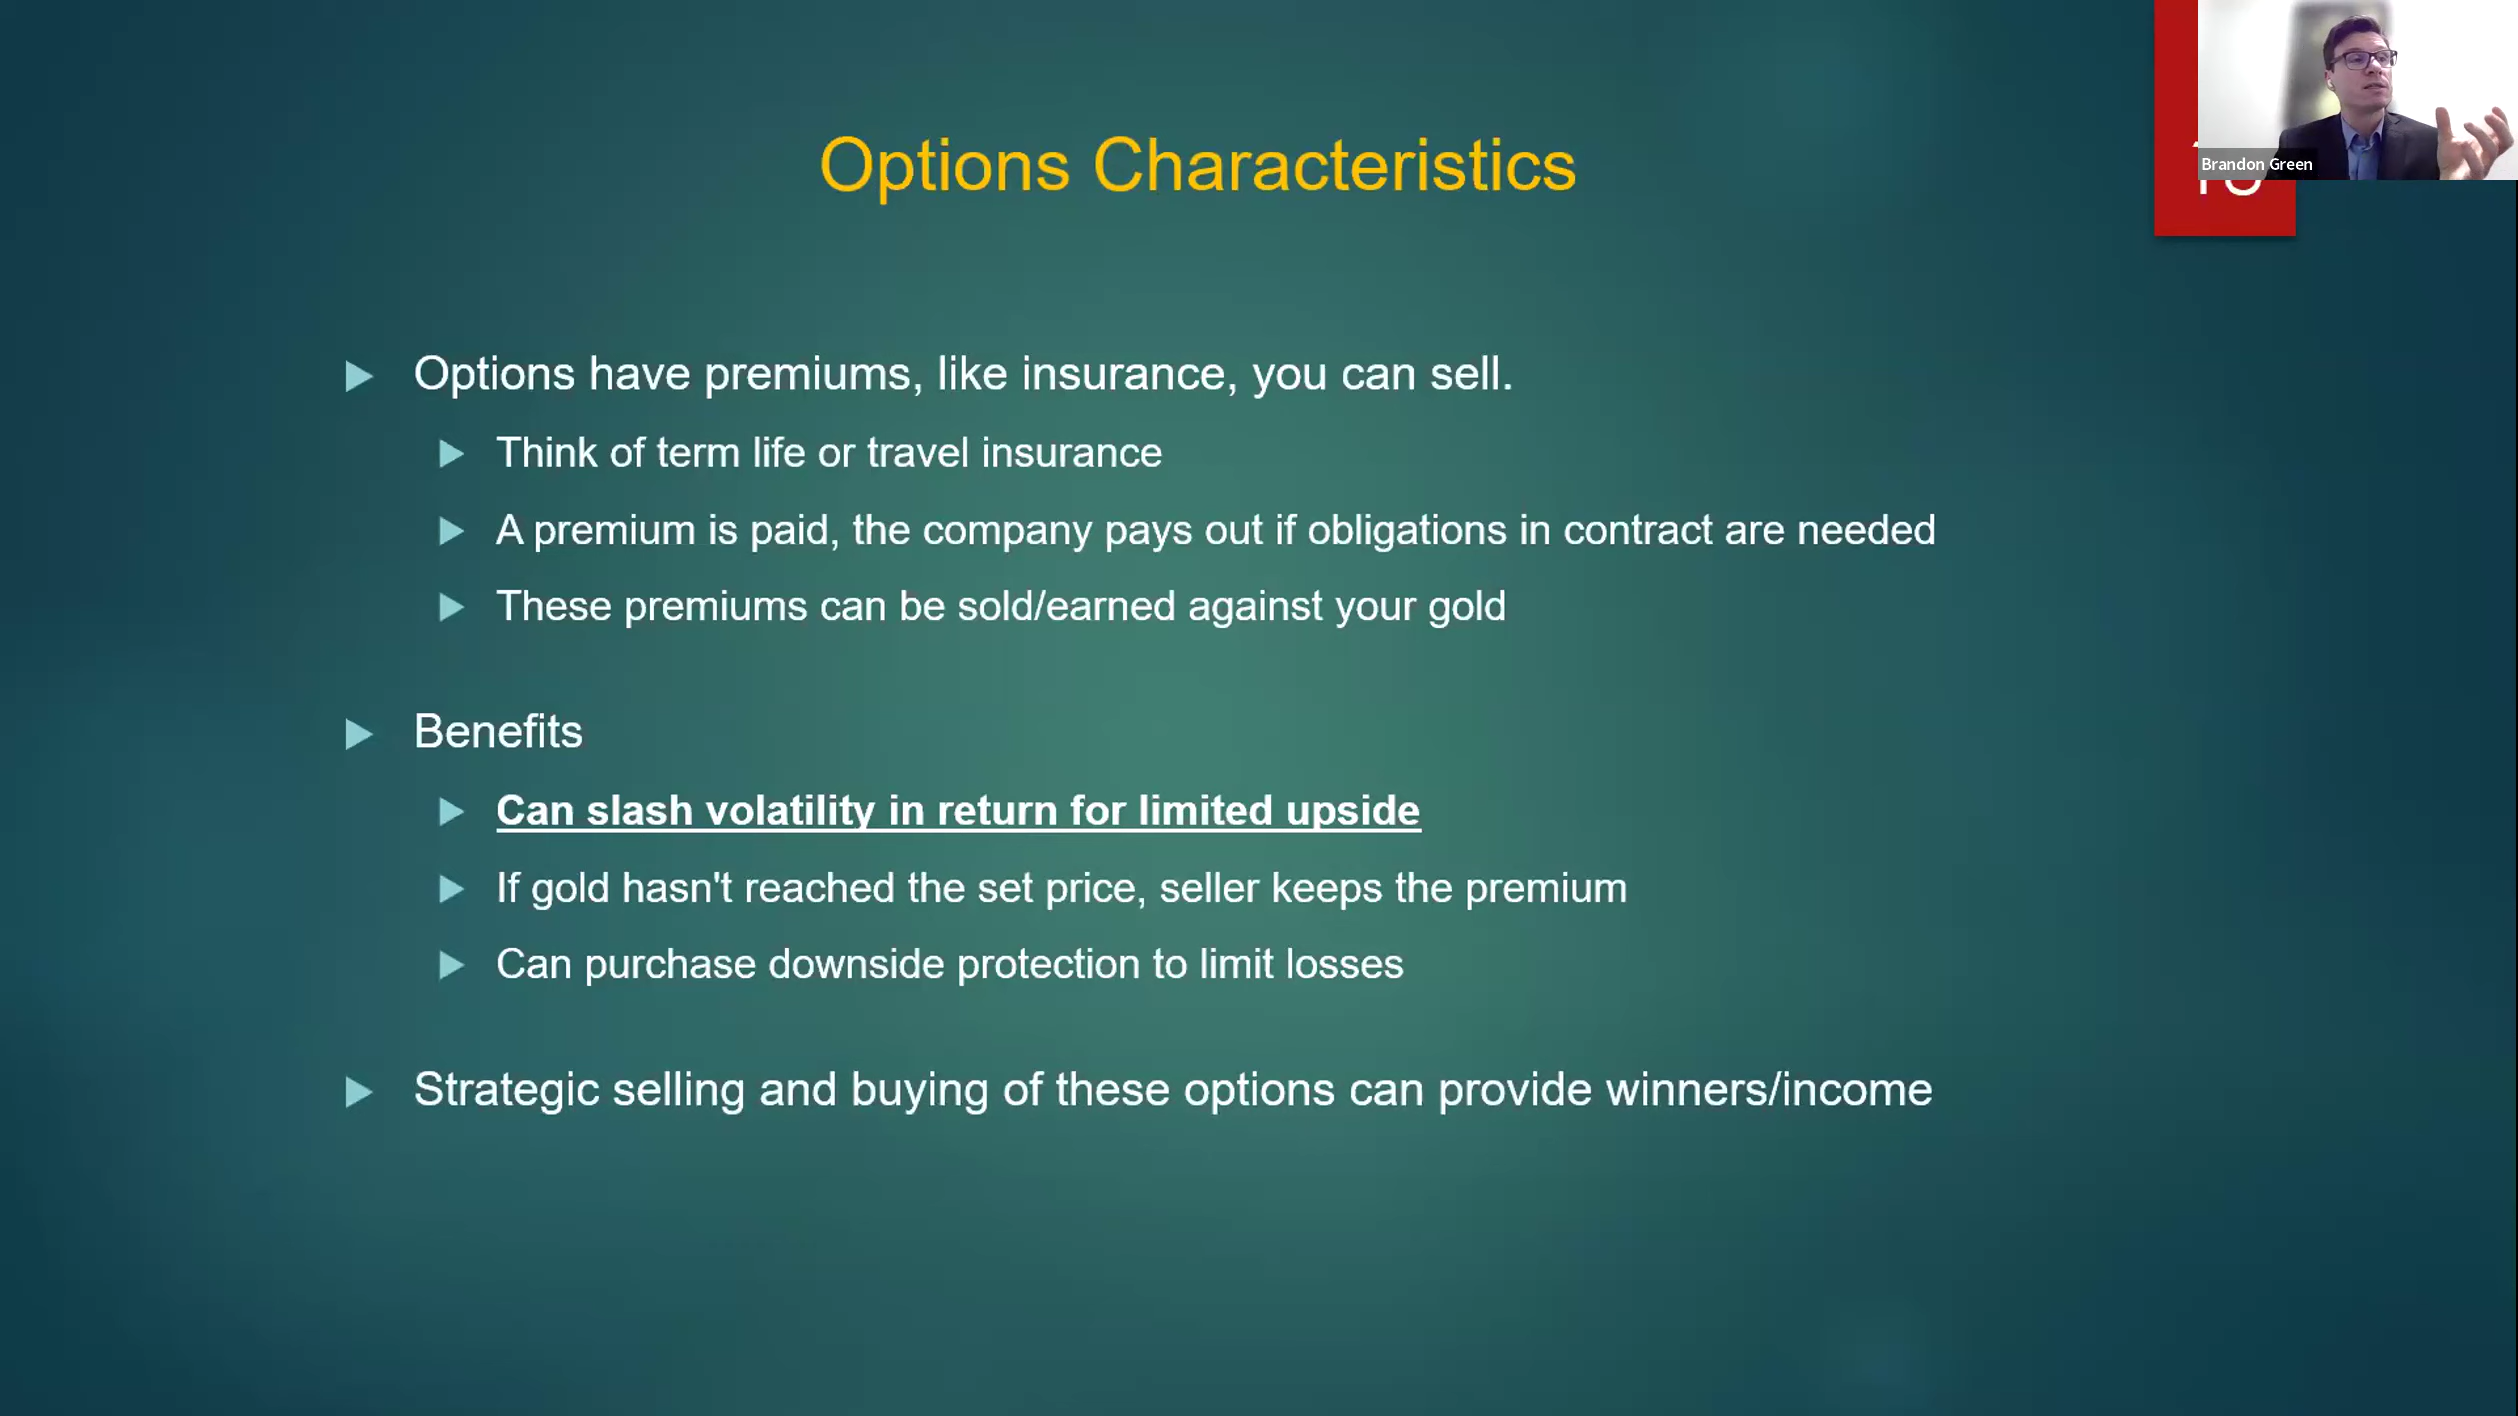 Options Characteristics
Brandon Green
Options have premiums, like insurance, you can sell.
Think of term life or travel insurance
A premium is paid, the company pays out if obligations in contract are needed
These premiums can be sold/earned against your gold
Benefits
Can slash volatility in return for limited upside
If gold hasn't reached the set price, seller keeps the premium
Can purchase downside protection to limit losses
Strategic selling and buying of these options can provide winners/income